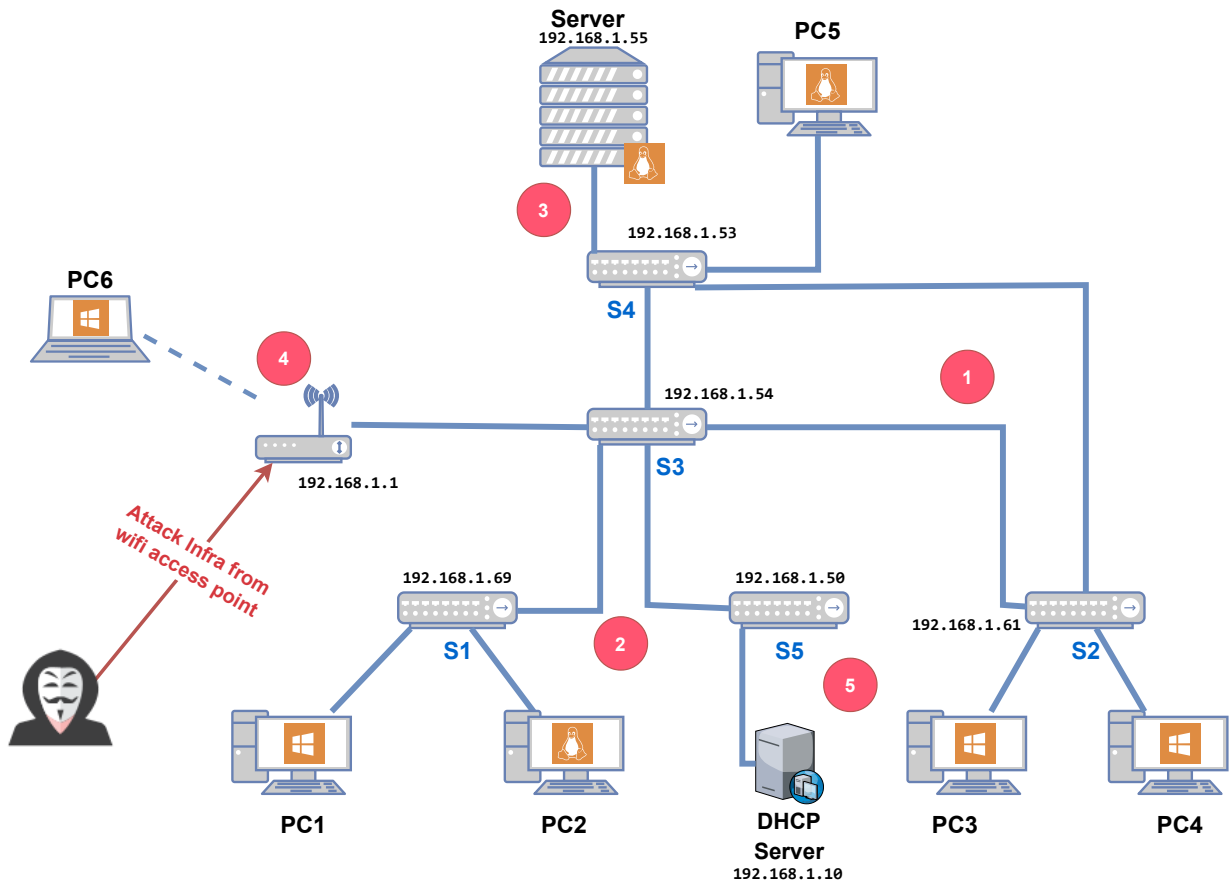 Server
192.168.1.55
PC5
3
192.168.1.53
S4
PC6
4
1
192.168.1.54
S3
192.168.1.1
Attack Infra from
wifi access point
192.168.1.69
S1
2
192.168.1.50
S5
192.168.1.61
S2
5
PC1
PC2
DHCP
Server
192.168.1.10
PC3
PC4